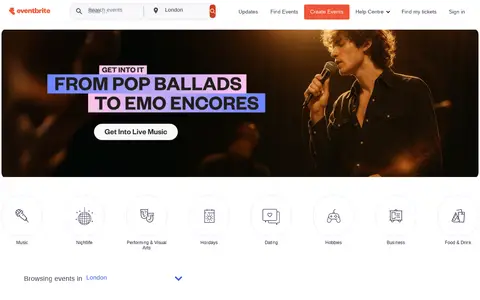 eventbrite
Search events
London
Updates
Find Events
Create Events
Help Centre
Find my tickets
Sign in
GET INTO IT
FROM POP BALLADS
TO EMO ENCORES
Get Into Live Music
Music
Nightlife
Performing & Visual
Arts
Holidays
Dating
Hobbies
Business
Food & Drink
Browsing events in London